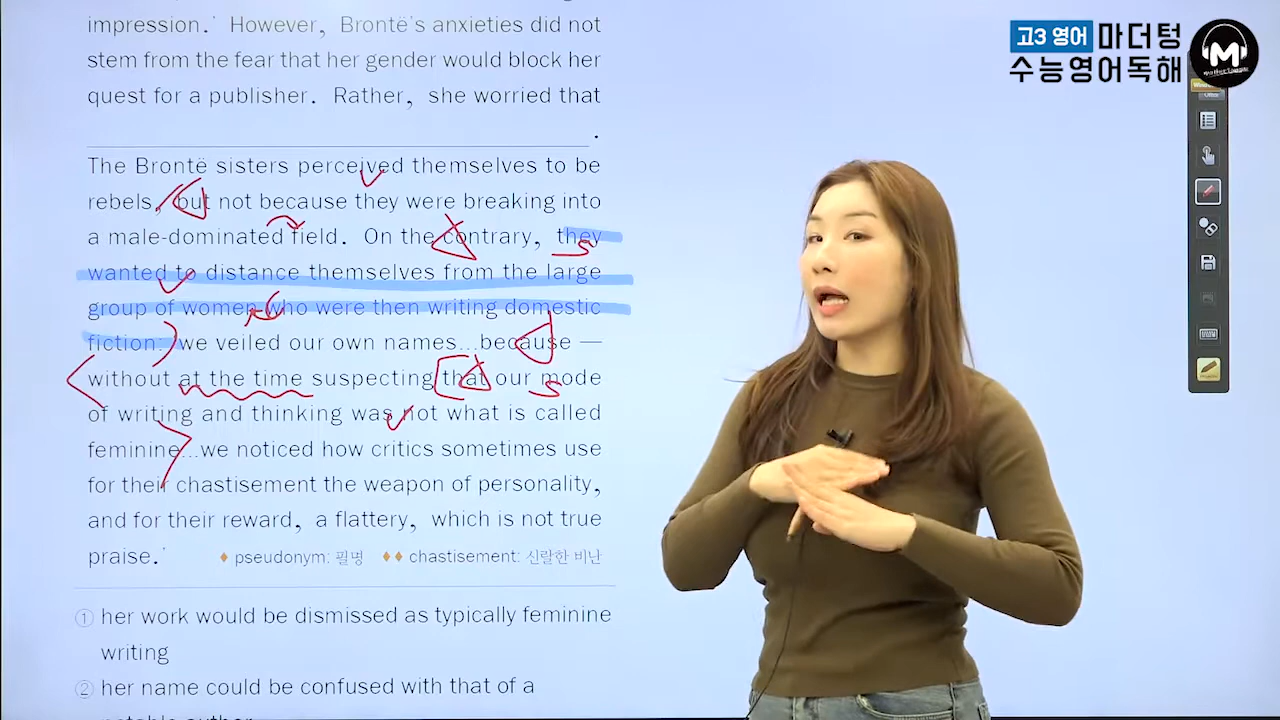 impression.' However, Brontë's anxieties did not
stem from the fear that her gender would block her
quest for a publisher. Rather, she worried that
.
The Brontë sisters perceived themselves to be
rebels, but not because they were breaking into
a male-dominated field. On the contrary, they
wanted to distance themselves from the large
group of women who were then writing domestic
fiction. we veiled our own names...because —
without at the time suspecting that our mode
of writing and thinking was not what is called
feminine...we noticed how critics sometimes use
for their chastisement the weapon of personality,
and for their reward, a flattery, which is not true
praise.'
♦ pseudonym: 필명 ♦♦ chastisement: 신랄한 비난
① her work would be dismissed as typically feminine
writing
② her name could be confused with that of a
고3 영어 마더텅
수능영어독해
M